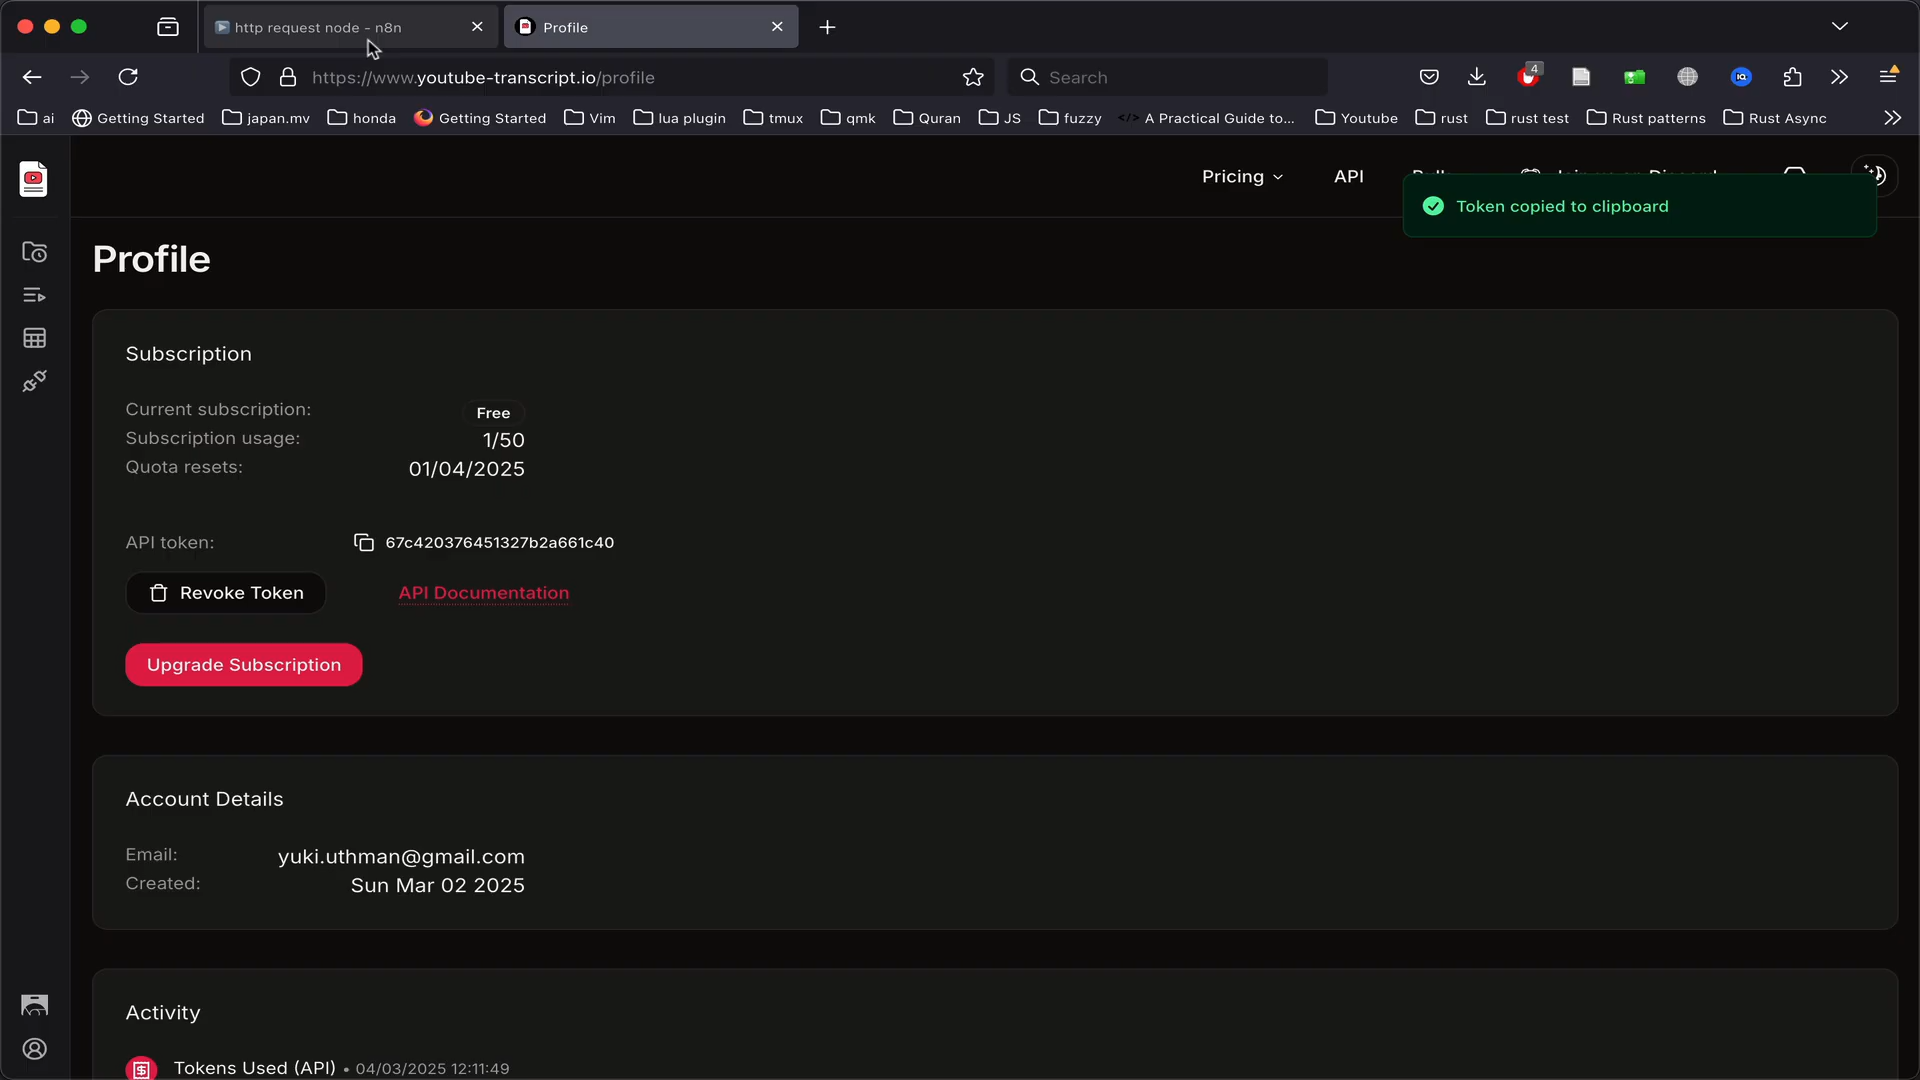 http request node - n8n
Profile
https://www.youtube-transcript.io/profile
Search
4
ai
Getting Started
japan.mv
honda
Getting Started
Vim
lua plugin
tmux
qmk
Quran
JS
fuzzy
A Practical Guide to...
Youtube
rust
rust test
Rust patterns
Rust Async
Pricing
API
Token copied to clipboard
Profile
Subscription
Current subscription: Free
Subscription usage: 1/50
Quota resets: 01/04/2025
API token: 67c420376451327b2a661c40
Revoke Token
API Documentation
Upgrade Subscription
Account Details
Email: yuki.uthman@gmail.com
Created: Sun Mar 02 2025
Activity
Tokens Used (API) • 04/03/2025 12:11:49